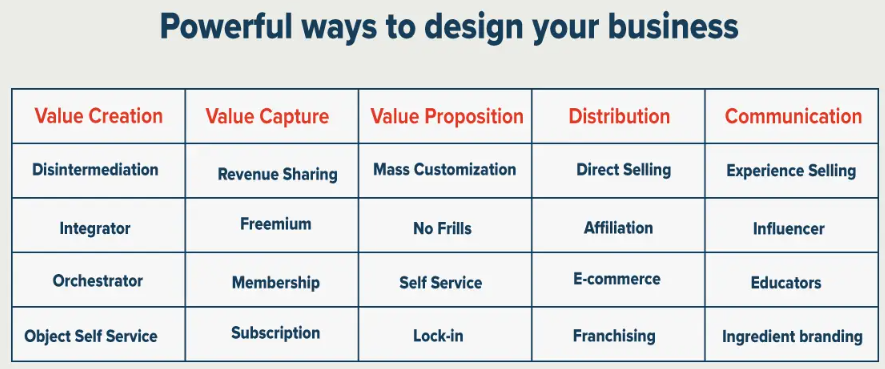 Powerful ways to design your business
Value Creation Value Capture Value Proposition Distribution Communication
Disintermediation Revenue Sharing Mass Customization Direct Selling Experience Selling
Integrator Freemium No Frills Affiliation Influencer
Orchestrator Membership Self Service E-commerce Educators
Object Self Service Subscription Lock-in Franchising Ingredient branding